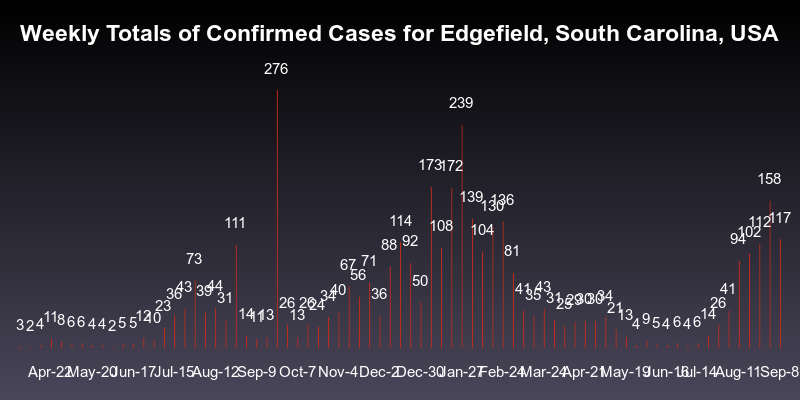 Weekly Totals of Confirmed Cases for Edgefield, South Carolina, USA
3 2 4 11 8 6 6 4 4 2 5 5 12 10 23 36 43 73 39 44 31 111 14 11 13 276 26 13 26 24 34 40 67 56 71 36 88 114 92 50 173 108 172 239 139 104 130 136 81 41 35 43 31 25 29 30 30 34 21 13 4 9 5 4 6 4 6 14 26 41 94 102 112 158 117
Apr-22 May-20 Jun-17 Jul-15 Aug-12 Sep-9 Oct-7 Nov-4 Dec-2 Dec-30 Jan-27 Feb-24 Mar-24 Apr-21 May-19 Jun-16 Jul-14 Aug-11 Sep-8